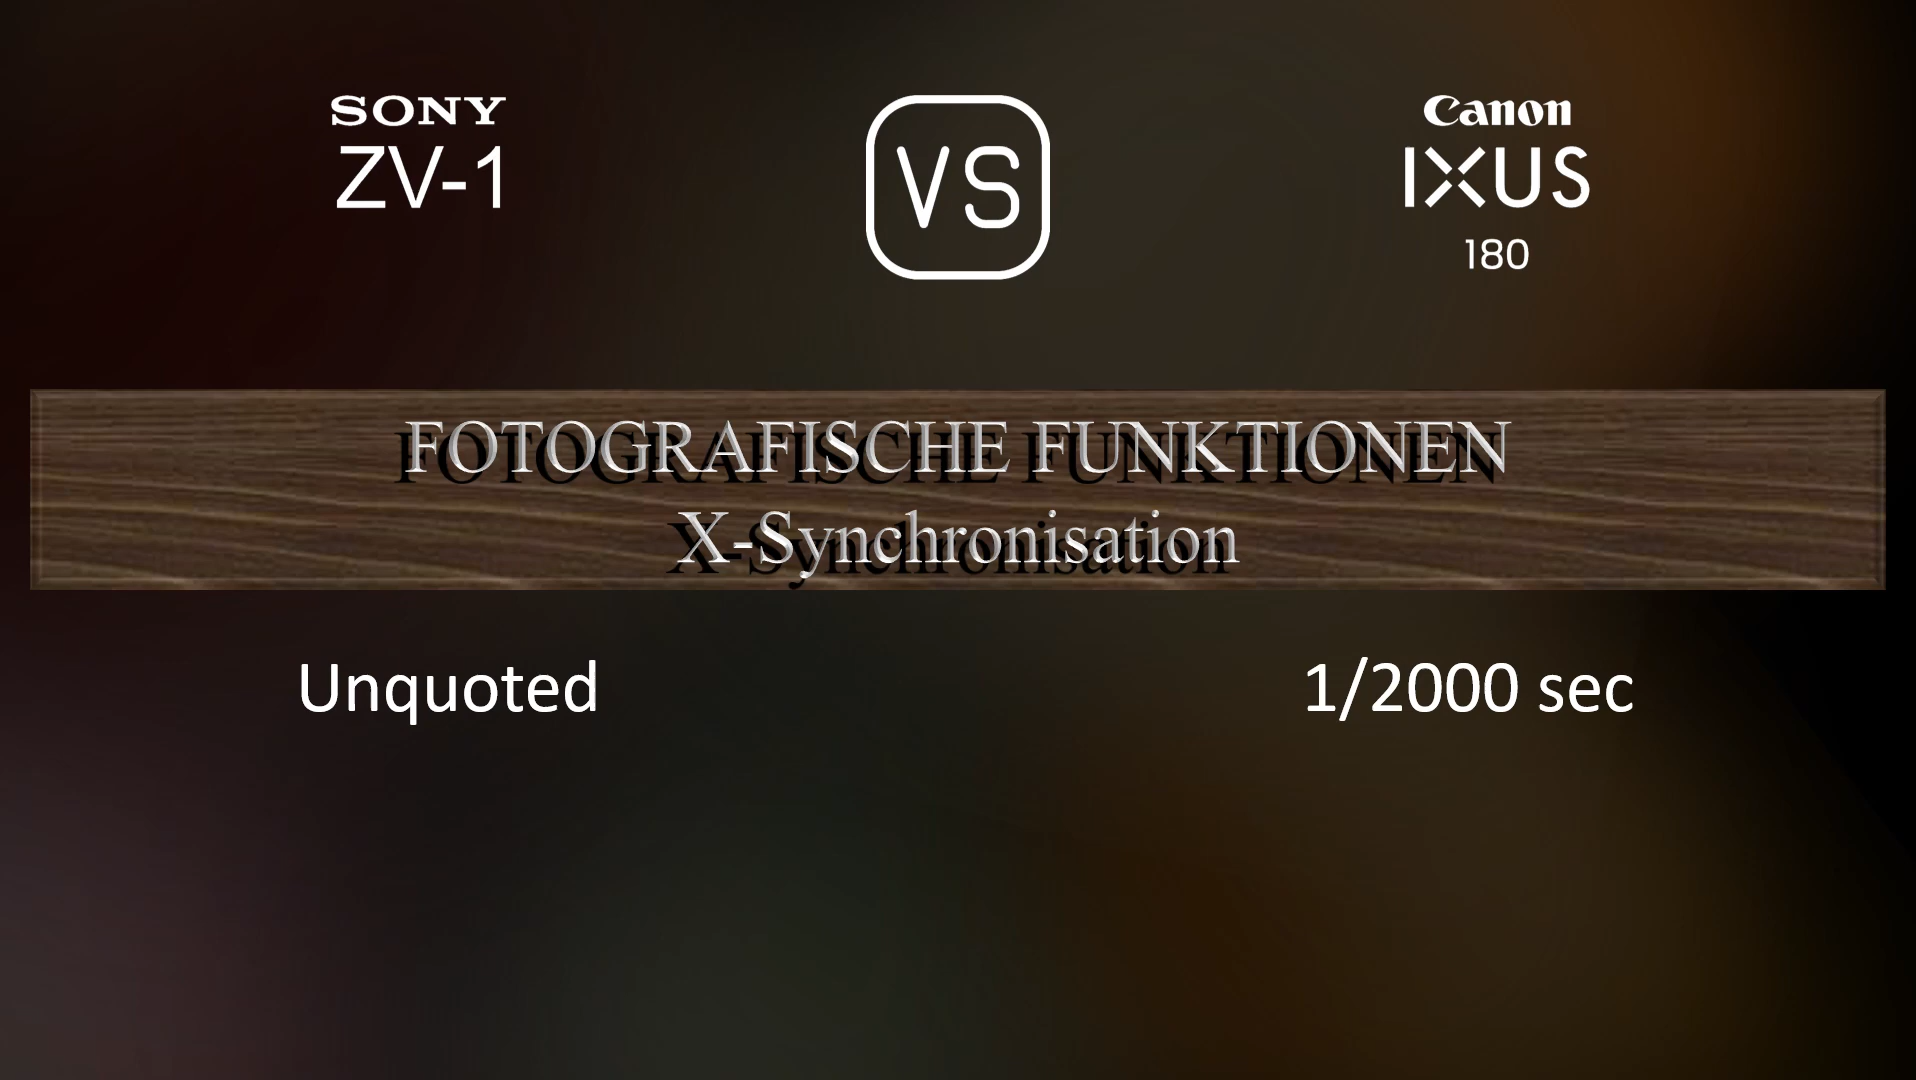 SONY
ZV-1
VS
Canon
IXUS
180
FOTOGRAFISCHE FUNKTIONEN
X-Synchronisation
Unquoted
1/2000 sec